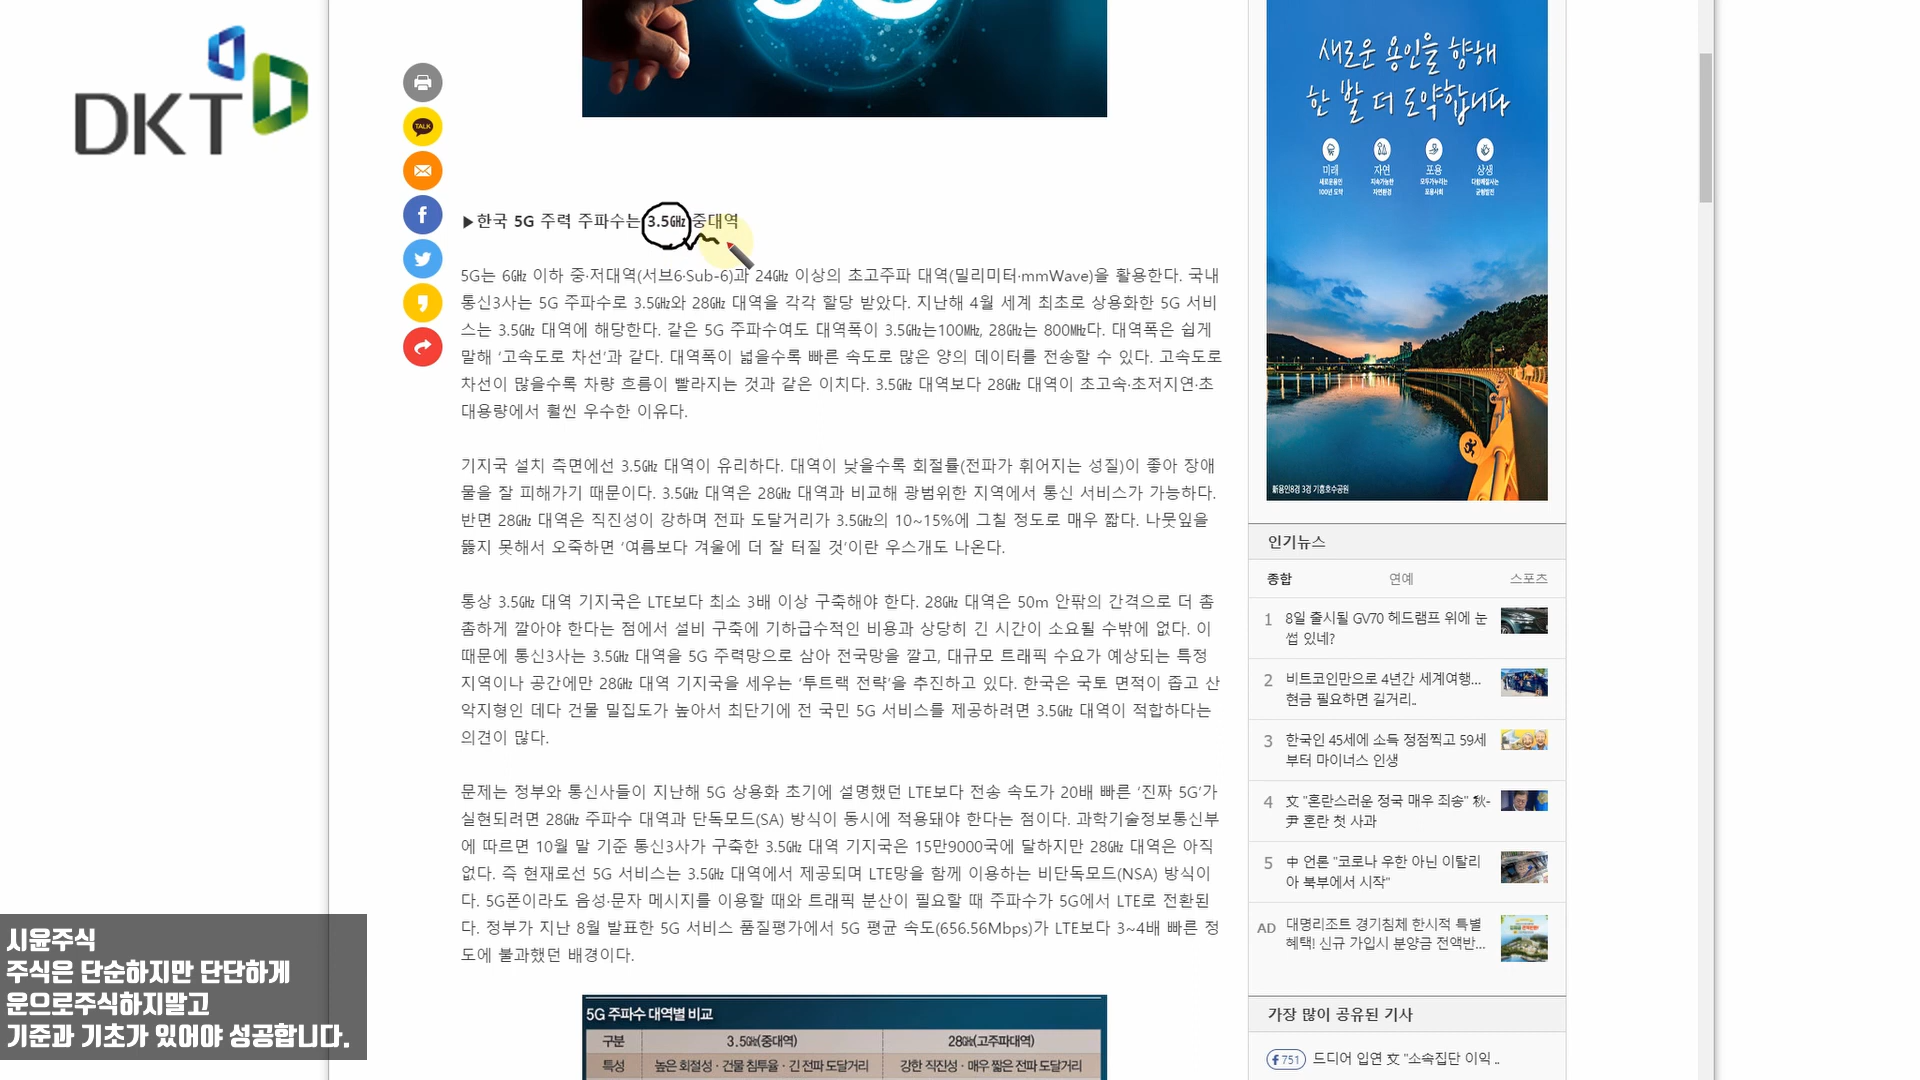 DKT
TALK
▶한국 5G 주력 주파수는 3.5㎓ 중대역
5G는 6㎓ 이하 중·저대역(서브6·Sub-6)과 24㎓ 이상의 초고주파 대역(밀리미터·mmWave)을 활용한다. 국내
통신3사는 5G 주파수로 3.5㎓와 28㎓ 대역을 각각 할당 받았다. 지난해 4월 세계 최초로 상용화한 5G 서비
스는 3.5㎓ 대역에 해당한다. 같은 5G 주파수여도 대역폭이 3.5㎓는100㎒, 28㎓는 800㎒다. 대역폭은 쉽게
말해 '고속도로 차선'과 같다. 대역폭이 넓을수록 빠른 속도로 많은 양의 데이터를 전송할 수 있다. 고속도로
차선이 많을수록 차량 흐름이 빨라지는 것과 같은 이치다. 3.5㎓ 대역보다 28㎓ 대역이 초고속·초저지연·초
대용량에서 훨씬 우수한 이유다.
기지국 설치 측면에선 3.5㎓ 대역이 유리하다. 대역이 낮을수록 회절률(전파가 휘어지는 성질)이 좋아 장애
물을 잘 피해가기 때문이다. 3.5㎓ 대역은 28㎓ 대역과 비교해 광범위한 지역에서 통신 서비스가 가능하다.
반면 28㎓ 대역은 직진성이 강하며 전파 도달거리가 3.5㎓의 10~15%에 그칠 정도로 매우 짧다. 나뭇잎을
뚫지 못해서 오죽하면 '여름보다 겨울에 더 잘 터질 것'이란 우스개도 나온다.
통상 3.5㎓ 대역 기지국은 LTE보다 최소 3배 이상 구축해야 한다. 28㎓ 대역은 50m 안팎의 간격으로 더 촘
촘하게 깔아야 한다는 점에서 설비 구축에 기하급수적인 비용과 상당히 긴 시간이 소요될 수밖에 없다. 이
때문에 통신3사는 3.5㎓ 대역을 5G 주력망으로 삼아 전국망을 깔고, 대규모 트래픽 수요가 예상되는 특정
지역이나 공간에만 28㎓ 대역 기지국을 세우는 '투트랙 전략'을 추진하고 있다. 한국은 국토 면적이 좁고 산
악지형인 데다 건물 밀집도가 높아서 최단기에 전 국민 5G 서비스를 제공하려면 3.5㎓ 대역이 적합하다는
의견이 많다.
문제는 정부와 통신사들이 지난해 5G 상용화 초기에 설명했던 LTE보다 전송 속도가 20배 빠른 '진짜 5G'가
실현되려면 28㎓ 주파수 대역과 단독모드(SA) 방식이 동시에 적용돼야 한다는 점이다. 과학기술정보통신부
에 따르면 10월 말 기준 통신3사가 구축한 3.5㎓ 대역 기지국은 15만9000국에 달하지만 28㎓ 대역은 아직
없다. 즉 현재로선 5G 서비스는 3.5㎓ 대역에서 제공되며 LTE망을 함께 이용하는 비단독모드(NSA) 방식이
다. 5G폰이라도 음성·문자 메시지를 이용할 때와 트래픽 분산이 필요할 때 주파수가 5G에서 LTE로 전환된
다. 정부가 지난 8월 발표한 5G 서비스 품질평가에서 5G 평균 속도(656.56Mbps)가 LTE보다 3~4배 빠른 정
도에 불과했던 배경이다.
5G 주파수 대역별 비교
구분 3.5㎓(중대역) 28㎓(고주파대역)
특성 높은 회절성 · 건물 침투율 · 긴 전파 도달거리 강한 직진성 · 매우 짧은 전파 도달거리
새로운 용인을 향해
한 발 더 도약합니다
미래 자연 포용 상생
새로운용인 100년 도약
지속가능한 자연환경
모두가누리는 포용사회
新용인8경 3경 기흥호수공원
인기뉴스
종합 연예 스포츠
1 8일 출시될 GV70 헤드램프 위에 눈
썹 있네?
2 비트코인만으로 4년간 세계여행…
현금 필요하면 길거리..
3 한국인 45세에 소득 정점찍고 59세
부터 마이너스 인생
4 文 "혼란스러운 정국 매우 죄송" 秋-
尹 혼란 첫 사과
5 中 언론 "코로나 우한 아닌 이탈리
아 북부에서 시작"
AD 대명리조트 경기침체 한시적 특별
혜택! 신규 가입시 분양금 전액반...
가장 많이 공유된 기사
f 751 드디어 입연 文 "소속집단 이익 ..
시윤주식
주식은 단순하지만 단단하게
운으로주식하지말고
기준과 기초가 있어야 성공합니다.